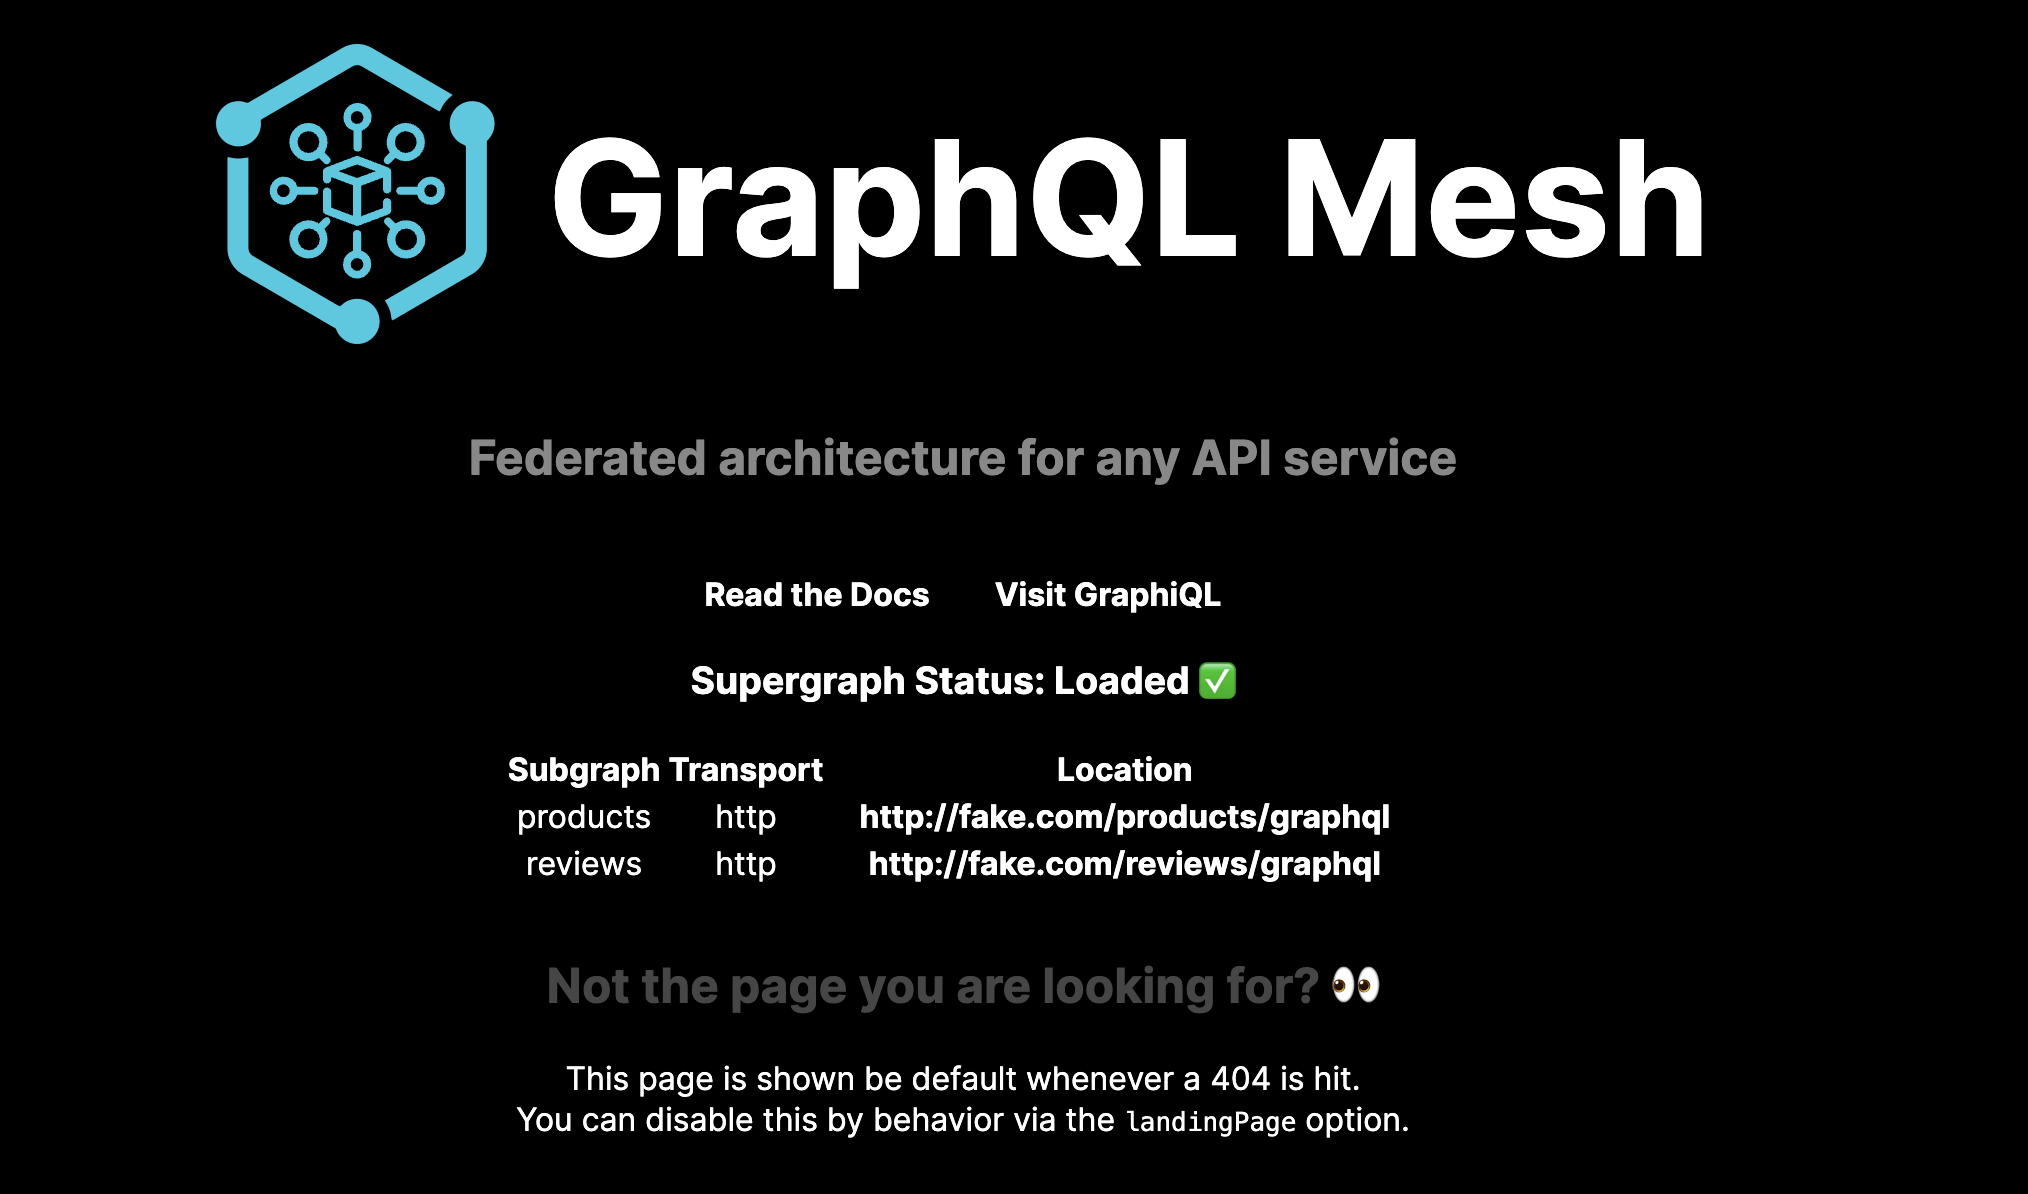 GraphQL Mesh
Federated architecture for any API service
Read the Docs Visit GraphiQL
Supergraph Status: Loaded ✅
Subgraph Transport Location
products http http://fake.com/products/graphql
reviews http http://fake.com/reviews/graphql
Not the page you are looking for? 👀
This page is shown be default whenever a 404 is hit.
You can disable this by behavior via the landingPage option.